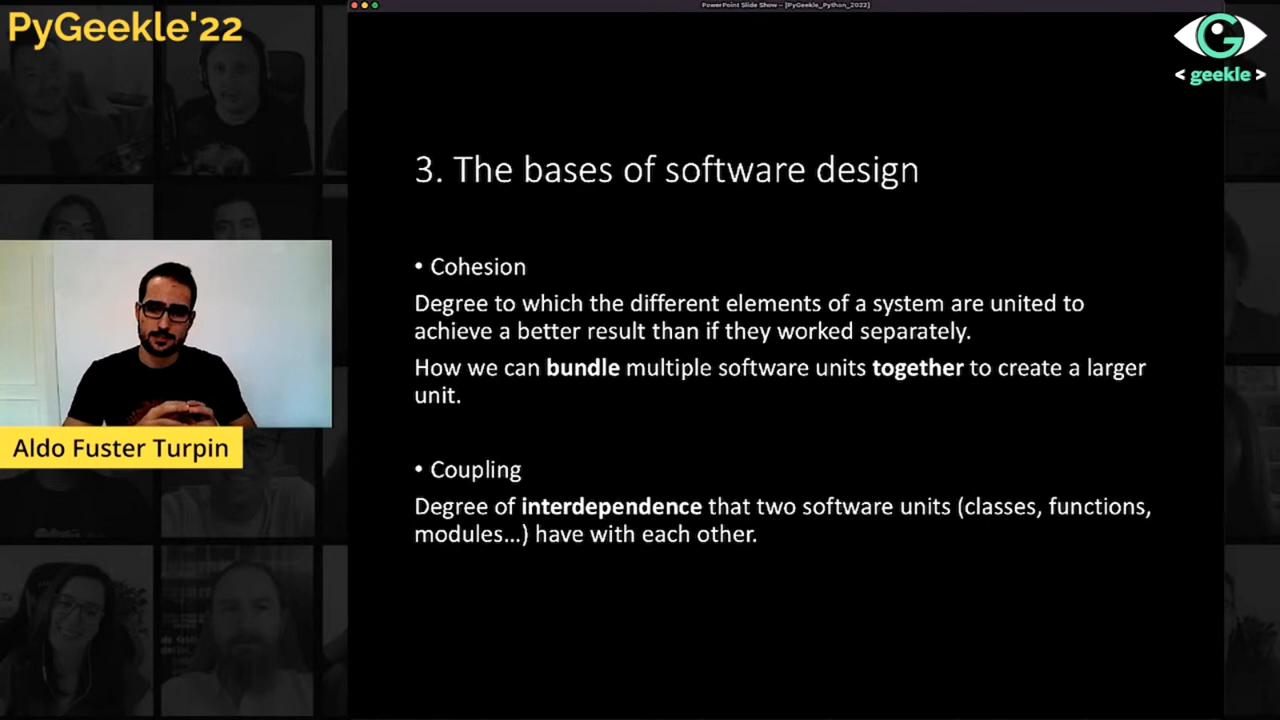 PowerPoint Slide Show – [PyGeekle_Python_2022]
PyGeekle'22
< geekle >
3. The bases of software design
• Cohesion
Degree to which the different elements of a system are united to
achieve a better result than if they worked separately.
How we can bundle multiple software units together to create a larger
unit.
Aldo Fuster Turpin
• Coupling
Degree of interdependence that two software units (classes, functions,
modules...) have with each other.